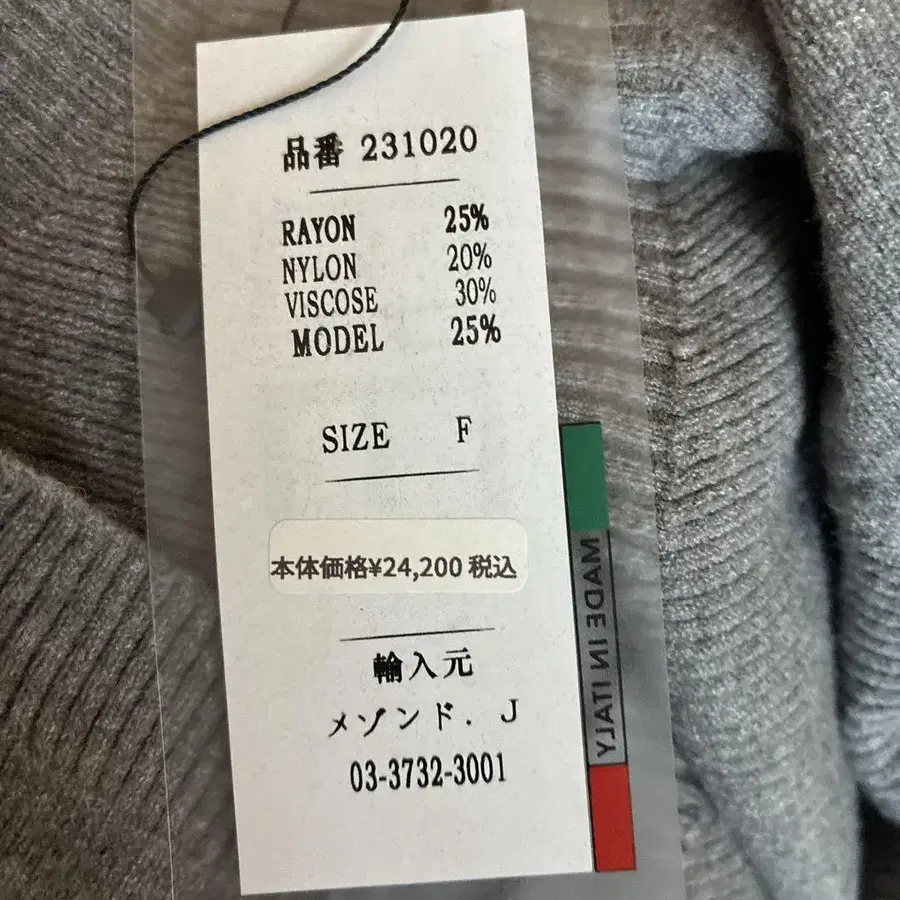 品番 231020
RAYON 25%
NYLON 20%
VISCOSE 30%
MODEL 25%
SIZE F
本体価格¥24,200 税込
輸入元
メゾンド. J
03-3732-3001
MADE IN ITALY